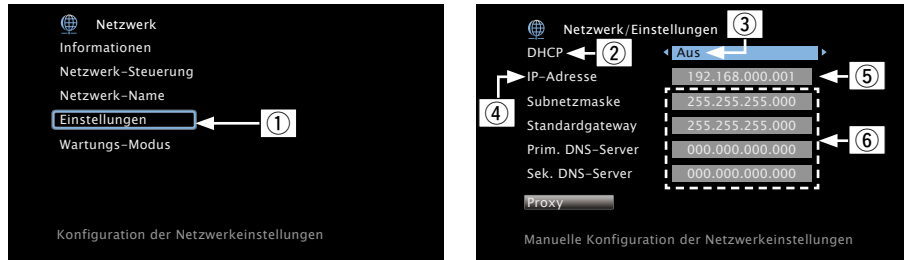 Netzwerk
Informationen
Netzwerk-Steuerung
Netzwerk-Name
Einstellungen
①
Wartungs-Modus
Konfiguration der Netzwerkeinstellungen
Netzwerk/Einstellungen
③
DHCP ② Aus
④ IP-Adresse 192.168.000.001 ⑤
Subnetzmaske 255.255.255.000
Standardgateway 255.255.255.000
⑥
Prim. DNS-Server 000.000.000.000
Sek. DNS-Server 000.000.000.000
Proxy
Manuelle Konfiguration der Netzwerkeinstellungen